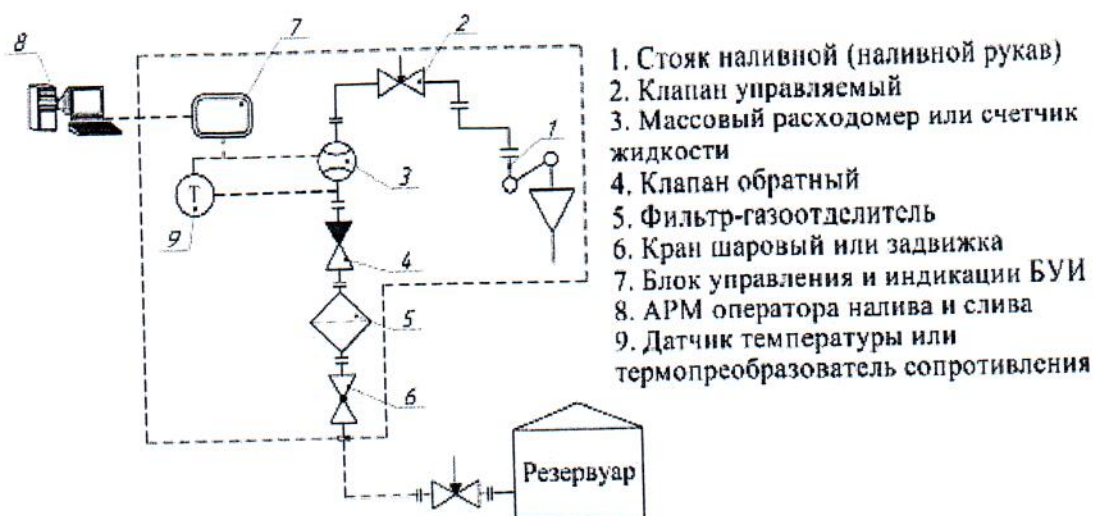 8
7
2
1
3
9
4
5
6
T
Резервуар
1. Стояк наливной (наливной рукав)
2. Клапан управляемый
3. Массовый расходомер или счетчик
жидкости
4. Клапан обратный
5. Фильтр-газоотделитель
6. Кран шаровый или задвижка
7. Блок управления и индикации БУИ
8. АРМ оператора налива и слива
9. Датчик температуры или
термопреобразователь сопротивления